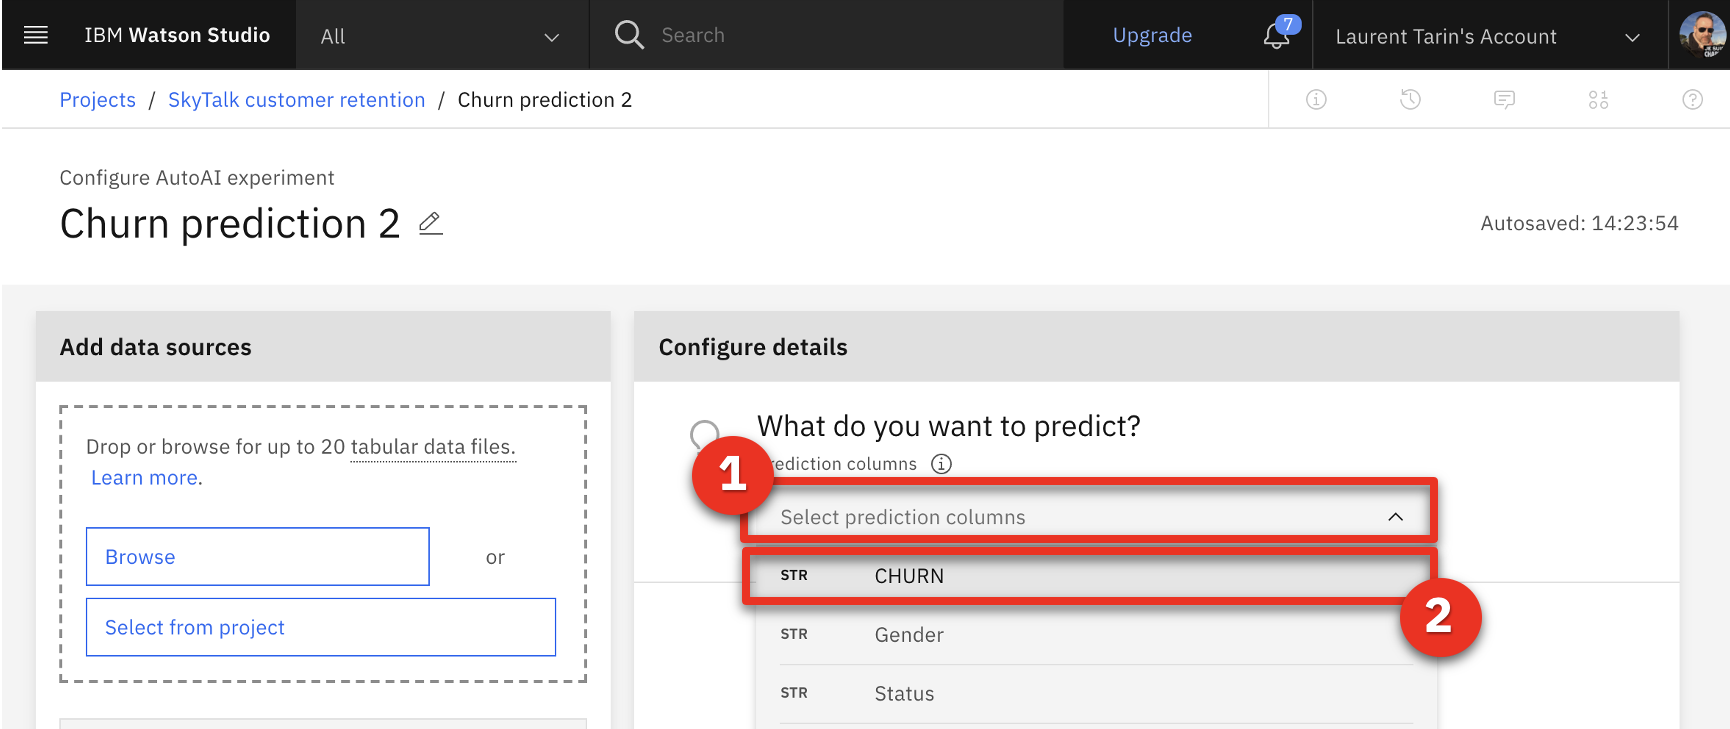 IBM Watson Studio
All
Search
Upgrade
7
Laurent Tarin's Account
Projects / SkyTalk customer retention / Churn prediction 2
Configure AutoAI experiment
Churn prediction 2
Autosaved: 14:23:54
Add data sources
Drop or browse for up to 20 tabular data files.
Learn more.
Browse
or
Select from project
Configure details
What do you want to predict?
rediction columns
1
Select prediction columns
STR CHURN
2
STR Gender
STR Status